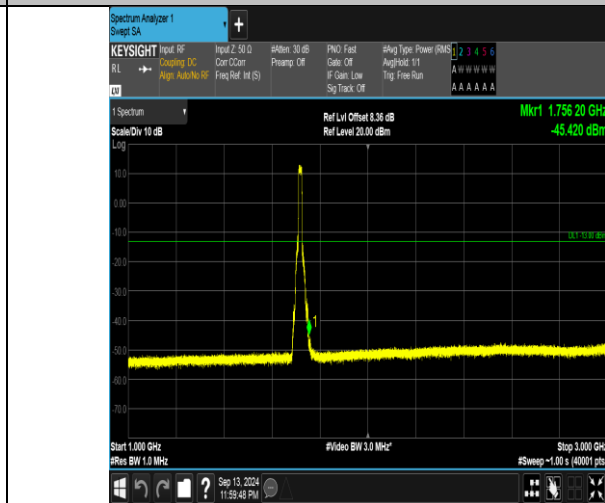 Spectrum Analyzer 1
Swept SA
+
KEYSIGHT Input: RF Input Z: 50 Ω #Atten: 30 dB PNO: Fast #Avg Type: Power (RMS 1 2 3 4 5 6
RL Coupling: DC Corr CCorr Preamp: Off Gate: Off Avg|Hold: 1/1 A W W W W W
Align: Auto/No RF Freq Ref: Int (S) IF Gain: Low Trig: Free Run
Sig Track: Off A A A A A A
LXI
1 Spectrum Ref Lvl Offset 8.36 dB Mkr1 1.756 20 GHz
Scale/Div 10 dB Ref Level 20.00 dBm -45.420 dBm
Log
10.0
0.00
-10.0
DL1 -13.00 dBm
-20.0
-30.0
-40.0
1
-50.0
-60.0
-70.0
Start 1.000 GHz #Video BW 3.0 MHz* Stop 3.000 GHz
#Res BW 1.0 MHz #Sweep ~1.00 s (40001 pts
? Sep 13, 2024
11:59:48 PM